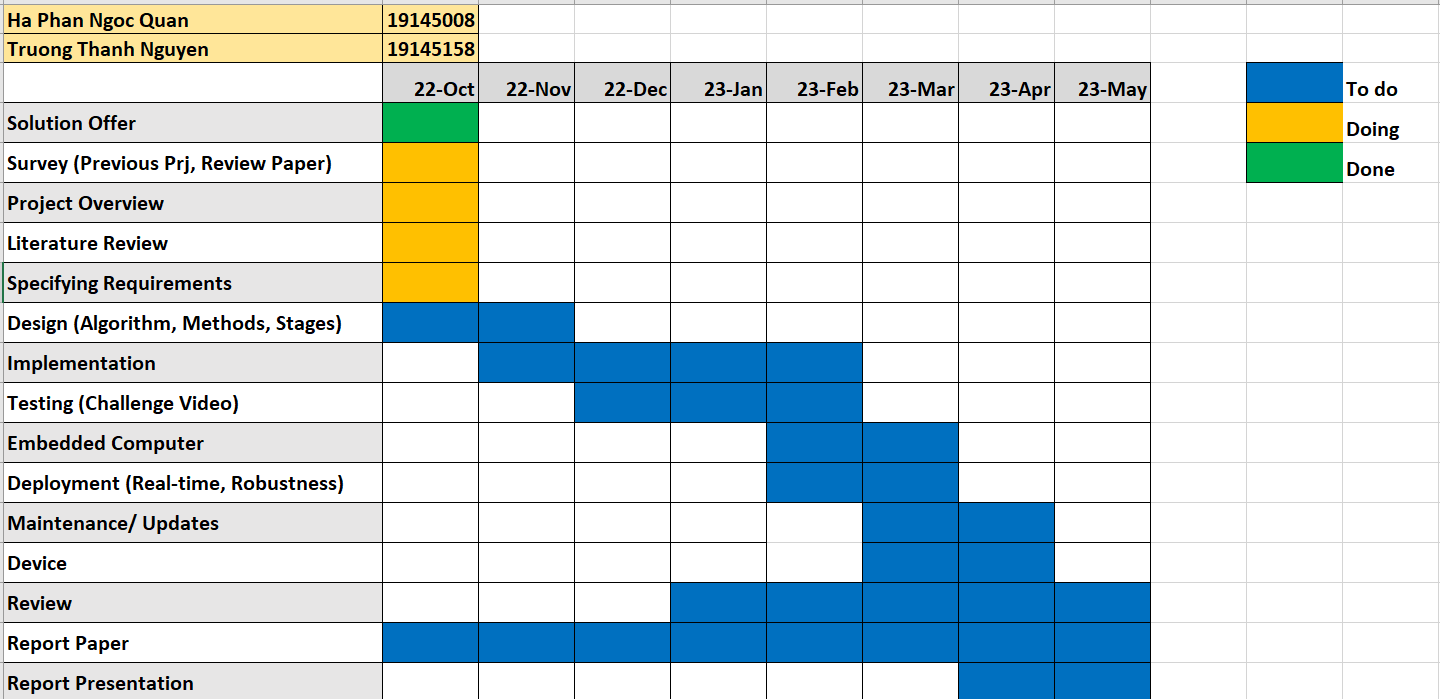 Ha Phan Ngoc Quan 19145008
Truong Thanh Nguyen 19145158
22-Oct 22-Nov 22-Dec 23-Jan 23-Feb 23-Mar 23-Apr 23-May To do
Solution Offer Doing
Survey (Previous Prj, Review Paper) Done
Project Overview
Literature Review
Specifying Requirements
Design (Algorithm, Methods, Stages)
Implementation
Testing (Challenge Video)
Embedded Computer
Deployment (Real-time, Robustness)
Maintenance/ Updates
Device
Review
Report Paper
Report Presentation